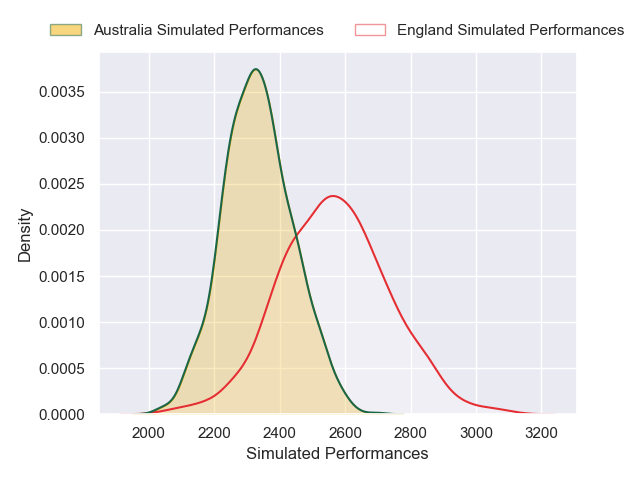 Australia Simulated Performances England Simulated Performances
0.0035
0.0030
0.0025
0.0020
0.0015
0.0010
0.0005
0.0000
Density
2000 2200 2400 2600 2800 3000 3200
Simulated Performances